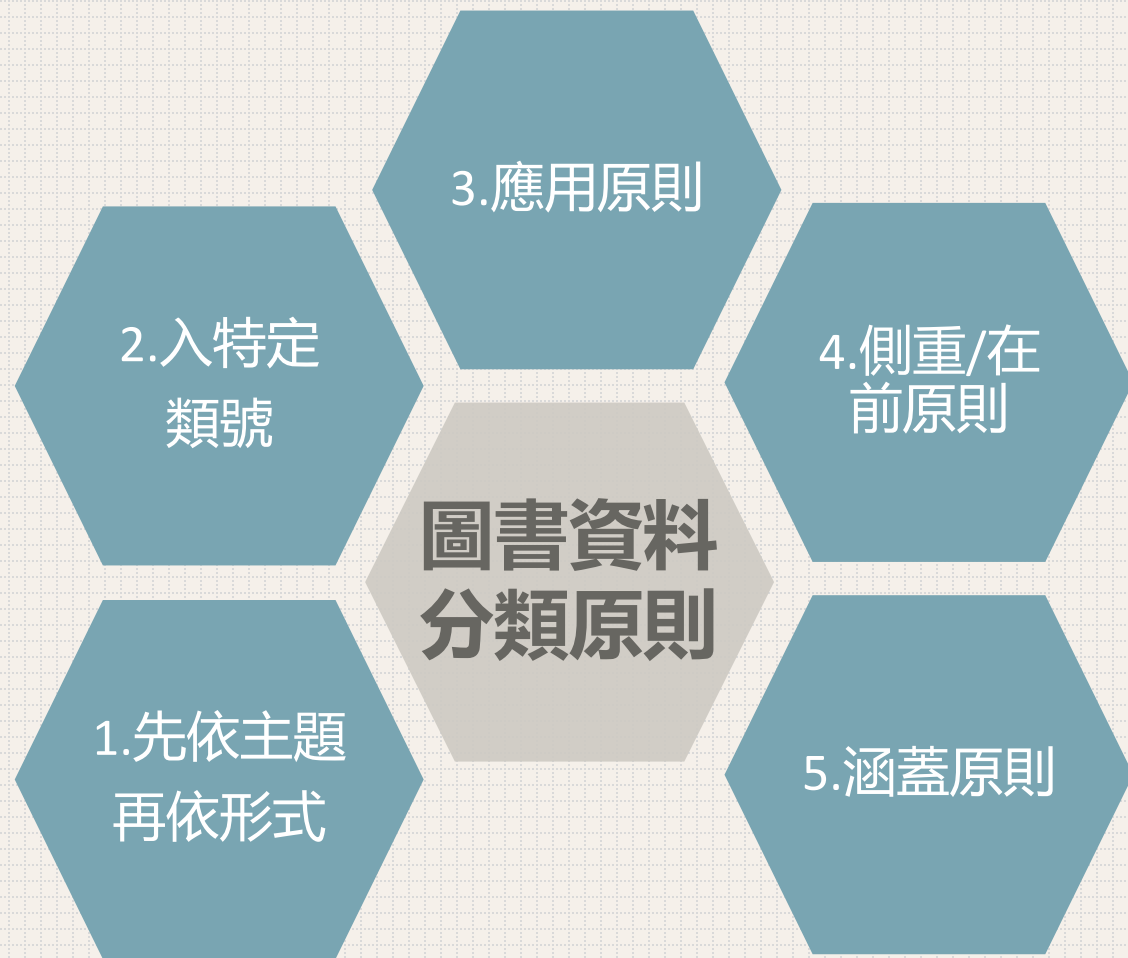 3.應用原則
2.入特定
類號
4.側重/在
前原則
圖書資料
分類原則
1.先依主題
再依形式
5.涵蓋原則